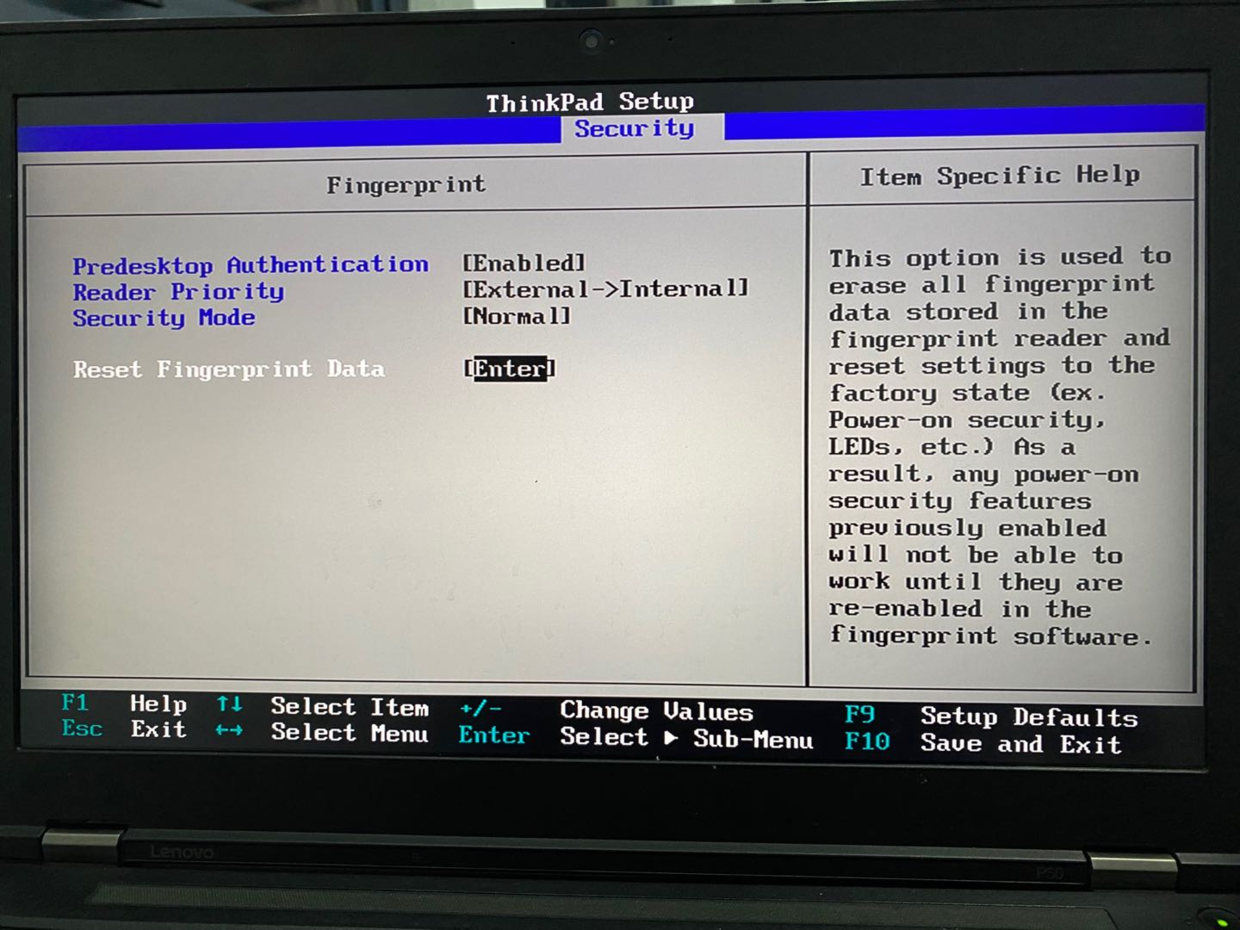 ThinkPad Setup
Security
Fingerprint
Item Specific Help
Predesktop Authentication [Enabled]
Reader Priority [External->Internal]
Security Mode [Normal]
Reset Fingerprint Data [Enter]
This option is used to
erase all fingerprint
data stored in the
fingerprint reader and
reset settings to the
factory state (ex.
Power-on security,
LEDs, etc.) As a
result, any power-on
security features
previously enabled
will not be able to
work until they are
re-enabled in the
fingerprint software.
F1 Help ↑↓ Select Item +/- Change Values F9 Setup Defaults
Esc Exit ←→ Select Menu Enter Select ▶ Sub-Menu F10 Save and Exit
Lenovo
P50